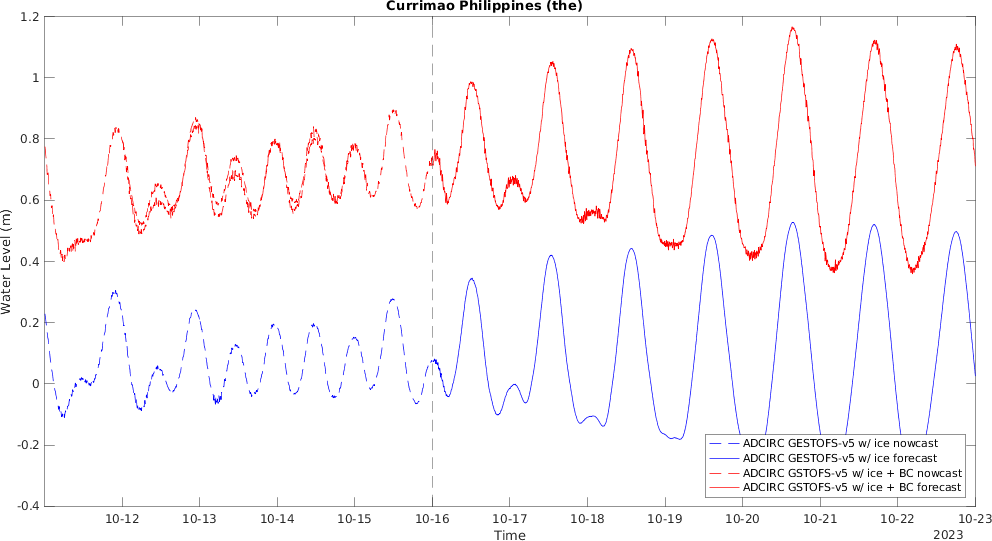 Currimao Philippines (the)
1.2
1
0.8
0.6
0.4
0.2
0
-0.2
-0.4
Water Level (m)
ADCIRC GESTOFS-v5 w/ ice nowcast
ADCIRC GESTOFS-v5 w/ ice forecast
ADCIRC GSTOFS-v5 w/ ice + BC nowcast
ADCIRC GSTOFS-v5 w/ ice + BC forecast
10-12 10-13 10-14 10-15 10-16 10-17 10-18 10-19 10-20 10-21 10-22 10-23
Time
2023